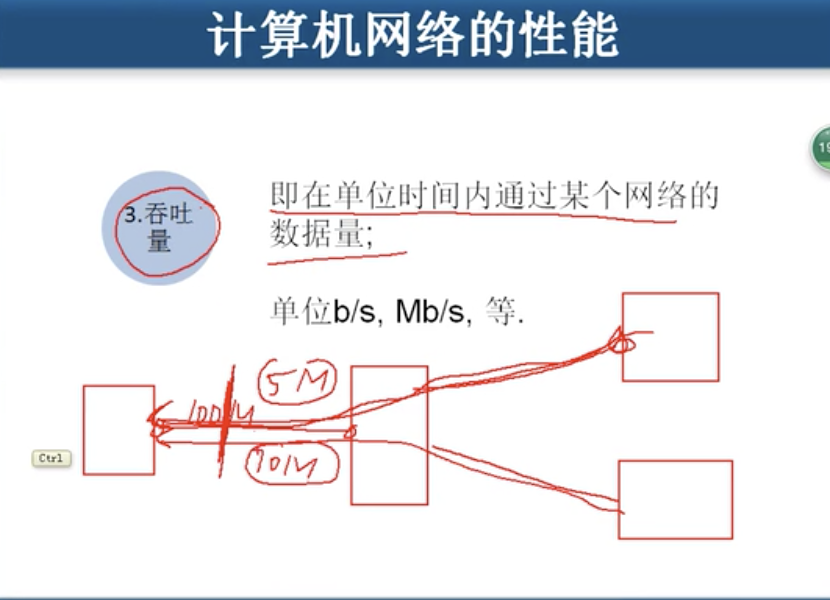 计算机网络的性能
19
3.吞吐
量
即在单位时间内通过某个网络的
数据量;
单位b/s, Mb/s, 等.
5M
100M
Ctrl